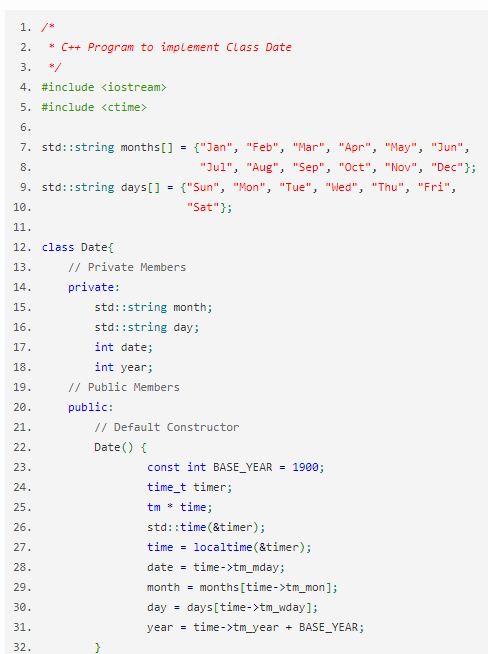 1. /*
2.  * C++ Program to implement Class Date
3.  */
4. #include <iostream>
5. #include <ctime>
6.
7. std::string months[] = {"Jan", "Feb", "Mar", "Apr", "May", "Jun",
8.                         "Jul", "Aug", "Sep", "Oct", "Nov", "Dec"};
9. std::string days[] = {"Sun", "Mon", "Tue", "Wed", "Thu", "Fri",
10.                       "Sat"};
11.
12. class Date{
13.     // Private Members
14.     private:
15.         std::string month;
16.         std::string day;
17.         int date;
18.         int year;
19.     // Public Members
20.     public:
21.         // Default Constructor
22.         Date() {
23.                 const int BASE_YEAR = 1900;
24.                 time_t timer;
25.                 tm * time;
26.                 std::time(&timer);
27.                 time = localtime(&timer);
28.                 date = time->tm_mday;
29.                 month = months[time->tm_mon];
30.                 day = days[time->tm_wday];
31.                 year = time->tm_year + BASE_YEAR;
32.         }